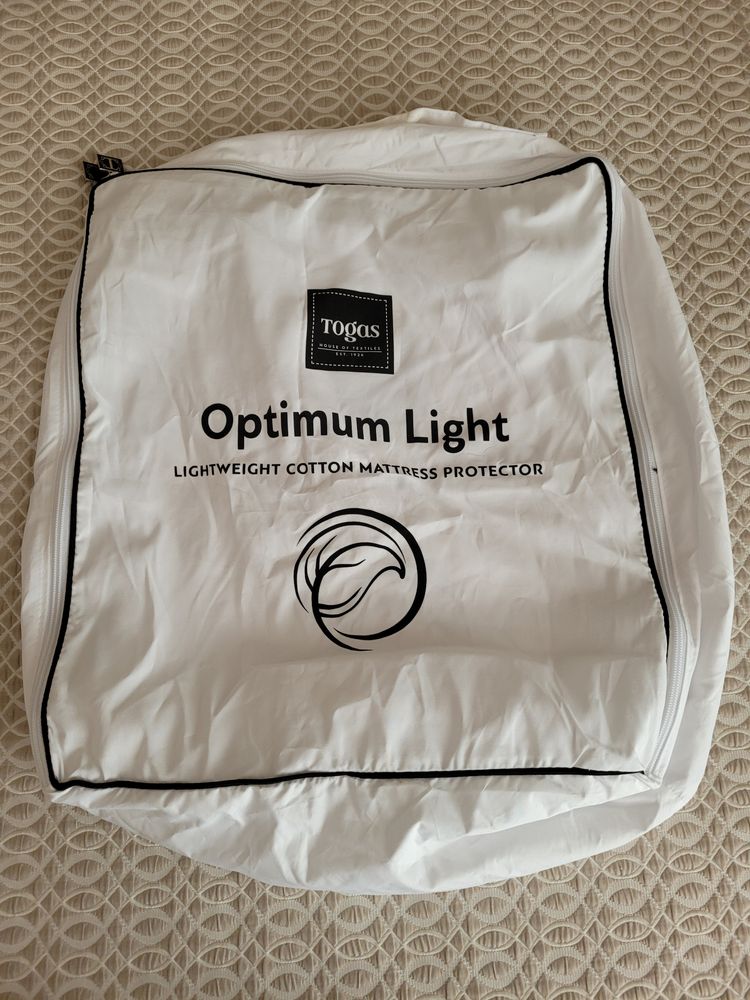 Togas
HOUSE OF TEXTILES
EST. 1926
Optimum Light
LIGHTWEIGHT COTTON MATTRESS PROTECTOR